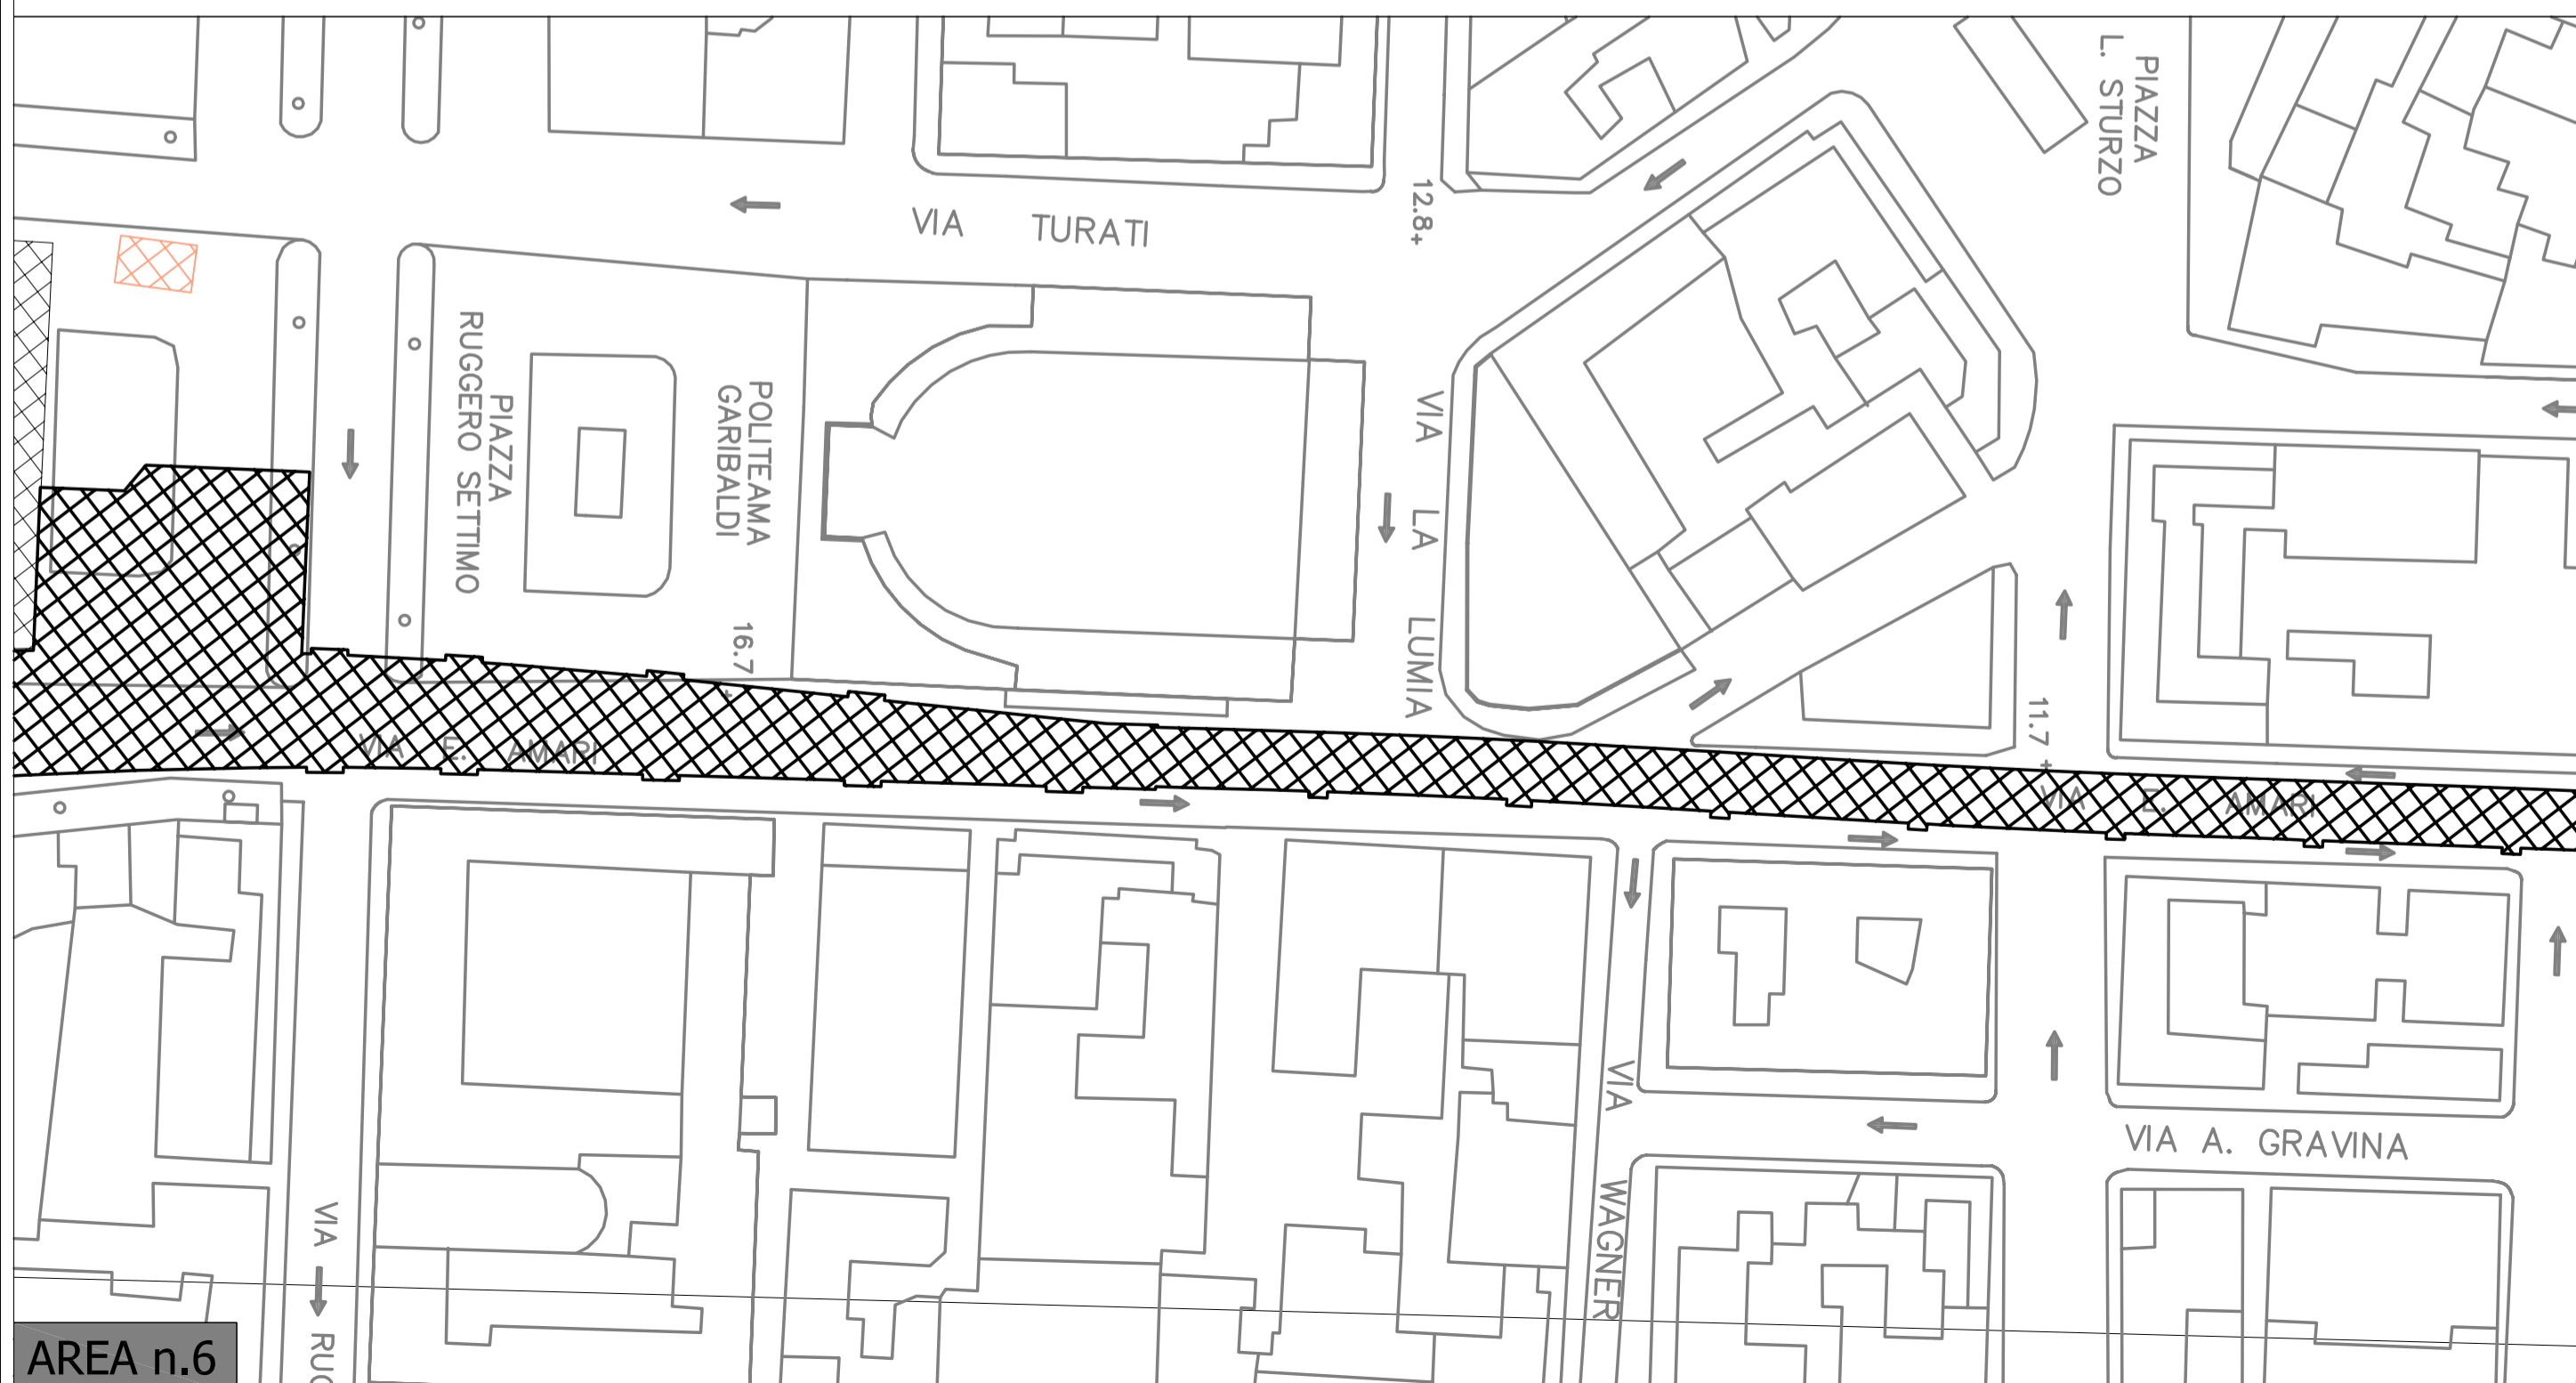 PIAZZA
L. STURZO
12.8+
VIA TURATI
PIAZZA
RUGGERO SETTIMO
POLITEAMA
GARIBALDI
VIA LA LUMIA
16.7+
11.7+
VIA E. AMARI
VIA E. AMARI
VIA WAGNER
VIA A. GRAVINA
VIA
AREA n.6